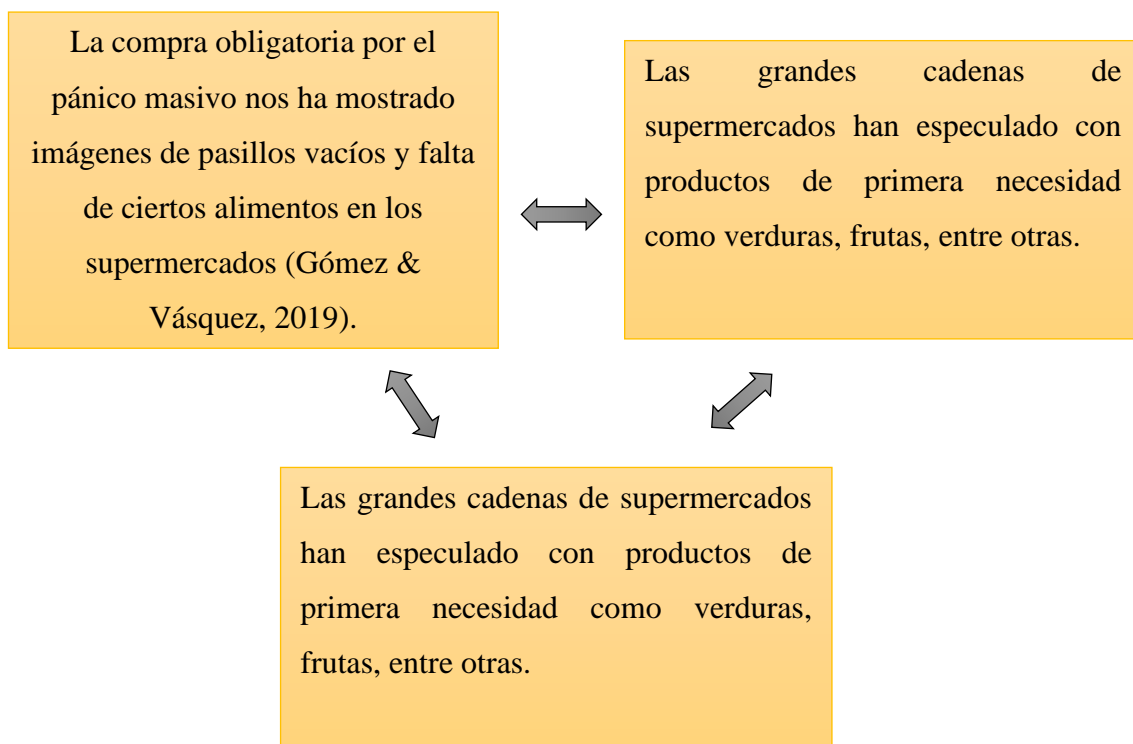 La compra obligatoria por el
pánico masivo nos ha mostrado
imágenes de pasillos vacíos y falta
de ciertos alimentos en los
supermercados (Gómez &
Vásquez, 2019).
Las grandes cadenas de
supermercados han especulado con
productos de primera necesidad
como verduras, frutas, entre otras.
Las grandes cadenas de supermercados
han especulado con productos de
primera necesidad como verduras,
frutas, entre otras.